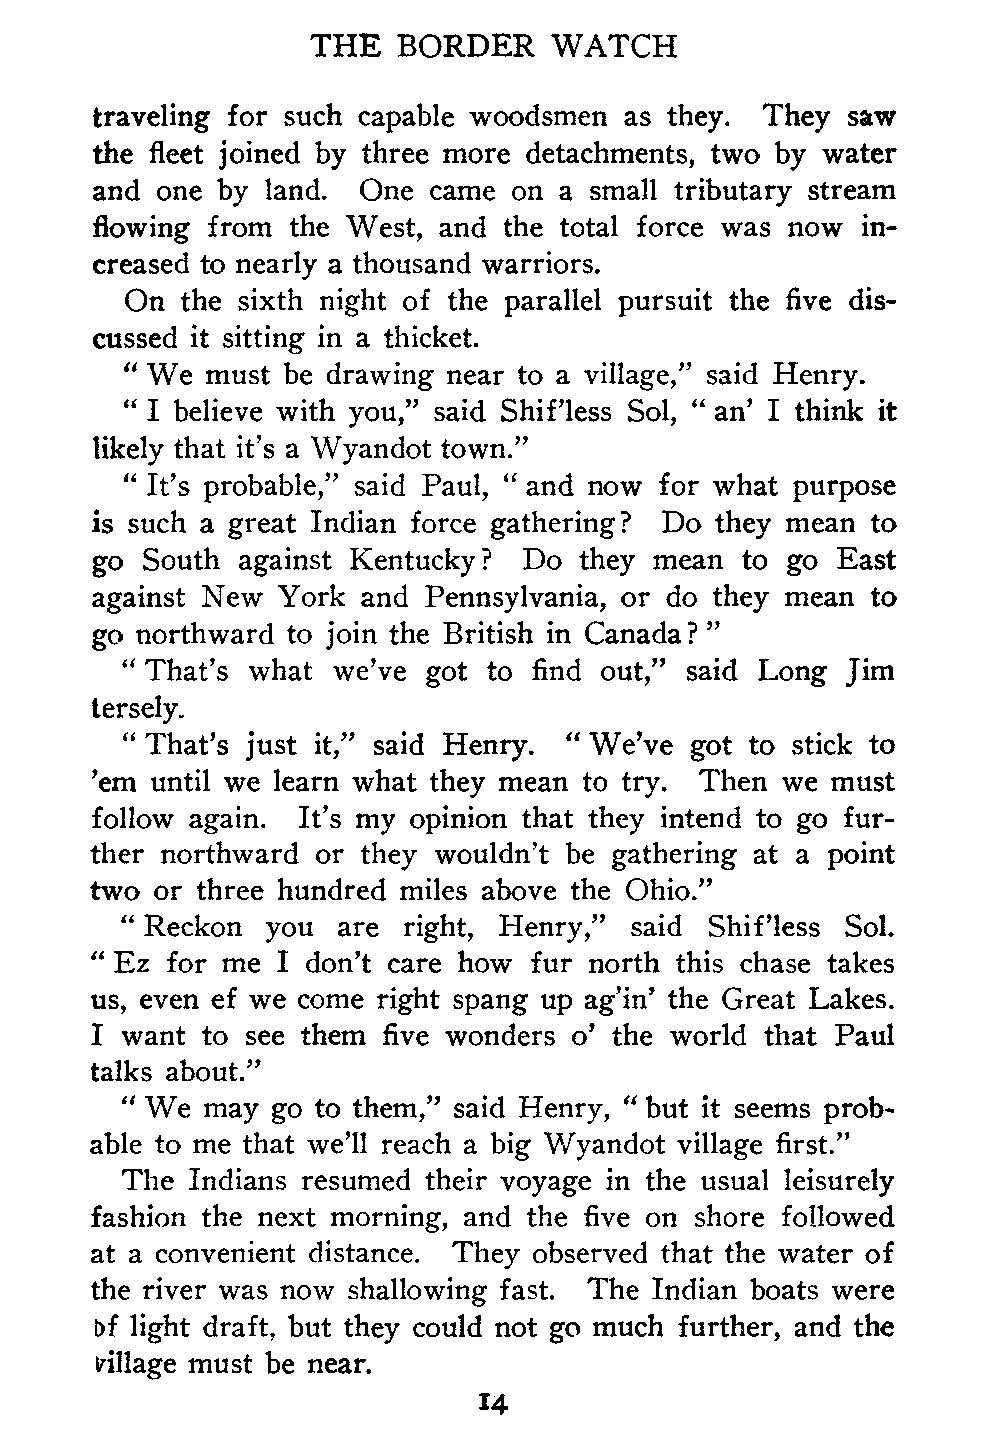 THE BORDER WATCH
traveling for such capable woodsmen as they. They saw
the fleet joined by three more detachments, two by water
and one by land. One came on a small tributary stream
flowing from the West, and the total force was now in-
creased to nearly a thousand warriors.
On the sixth night of the parallel pursuit the five dis-
cussed it sitting in a thicket.
“ We must be drawing near to a village,” said Henry.
“ I believe with you,” said Shif’less Sol, “ an’ I think it
likely that it’s a Wyandot town.”
“ It’s probable,” said Paul, “ and now for what purpose
is such a great Indian force gathering? Do they mean to
go South against Kentucky? Do they mean to go East
against New York and Pennsylvania, or do they mean to
go northward to join the British in Canada? ”
“ That’s what we’ve got to find out,” said Long Jim
tersely.
“ That’s just it,” said Henry. “ We’ve got to stick to
’em until we learn what they mean to try. Then we must
follow again. It’s my opinion that they intend to go fur-
ther northward or they wouldn’t be gathering at a point
two or three hundred miles above the Ohio.”
“ Reckon you are right, Henry,” said Shif’less Sol.
“ Ez for me I don’t care how fur north this chase takes
us, even ef we come right spang up ag’in’ the Great Lakes.
I want to see them five wonders o’ the world that Paul
talks about.”
“ We may go to them,” said Henry, “ but it seems prob-
able to me that we’ll reach a big Wyandot village first.”
The Indians resumed their voyage in the usual leisurely
fashion the next morning, and the five on shore followed
at a convenient distance. They observed that the water of
the river was now shallowing fast. The Indian boats were
of light draft, but they could not go much further, and the
village must be near.
14